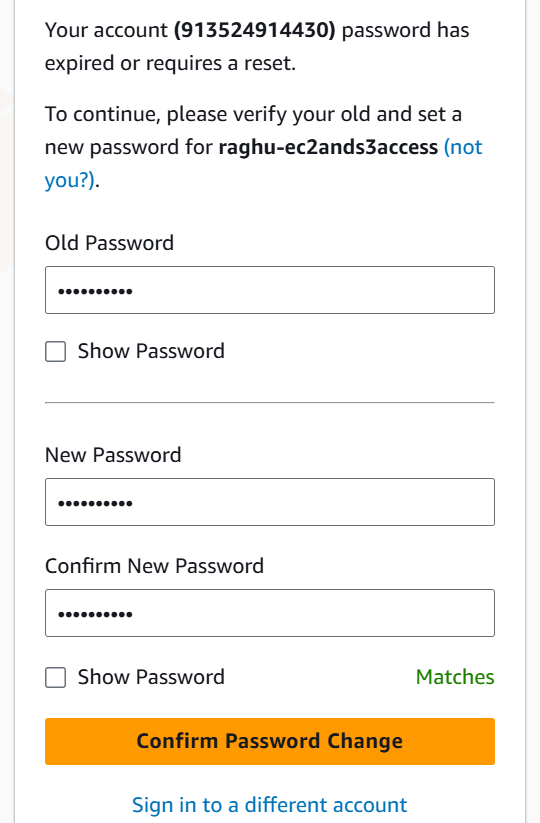 Your account (913524914430) password has
expired or requires a reset.
To continue, please verify your old and set a
new password for raghu-ec2ands3access (not
you?).
Old Password
••••••••••
Show Password
New Password
••••••••••
Confirm New Password
••••••••••
Show Password
Matches
Confirm Password Change
Sign in to a different account